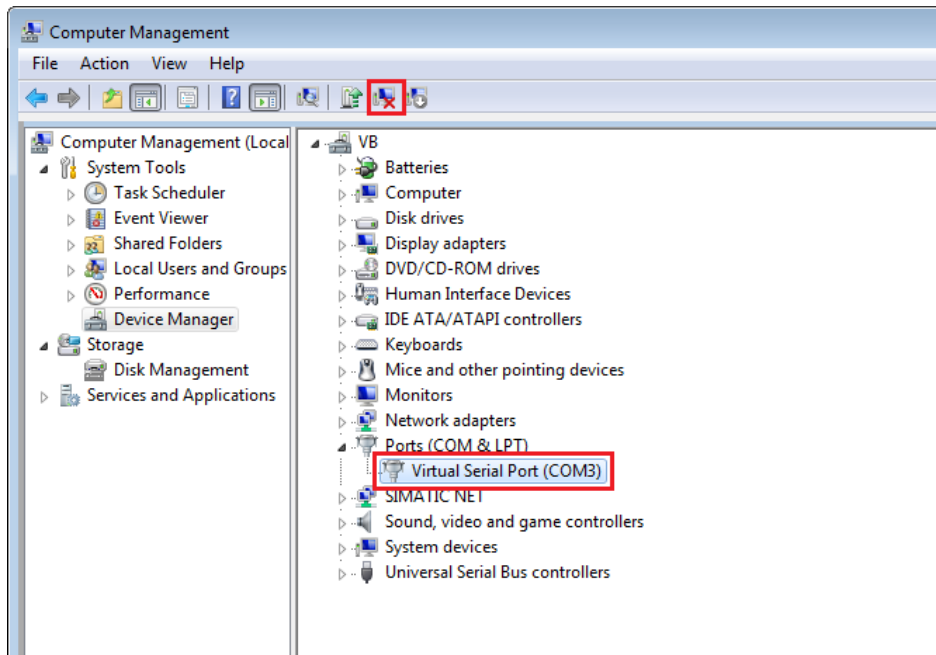 Computer Management
File Action View Help
Computer Management (Local
System Tools
Task Scheduler
Event Viewer
Shared Folders
Local Users and Groups
Performance
Device Manager
Storage
Disk Management
Services and Applications
VB
Batteries
Computer
Disk drives
Display adapters
DVD/CD-ROM drives
Human Interface Devices
IDE ATA/ATAPI controllers
Keyboards
Mice and other pointing devices
Monitors
Network adapters
Ports (COM & LPT)
Virtual Serial Port (COM3)
SIMATIC NET
Sound, video and game controllers
System devices
Universal Serial Bus controllers